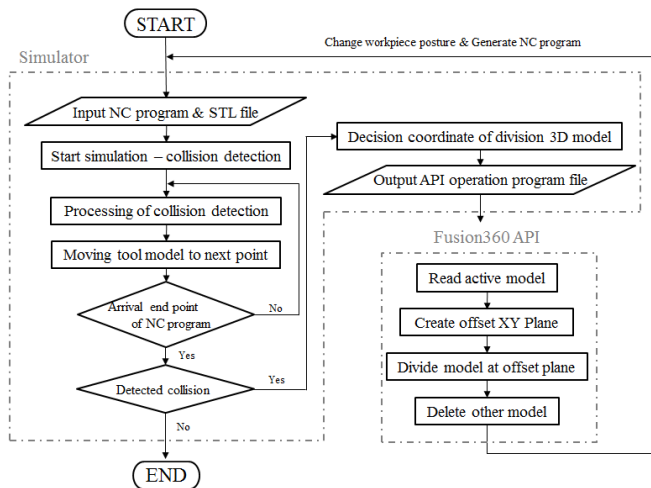 START
Change workpiece posture & Generate NC program
Simulator
Input NC program & STL file
Start simulation – collision detection
Processing of collision detection
Moving tool model to next point
Arrival end point
of NC program
No
Yes
Detected collision
Yes
No
END
Decision coordinate of division 3D model
Output API operation program file
Fusion360 API
Read active model
Create offset XY Plane
Divide model at offset plane
Delete other model